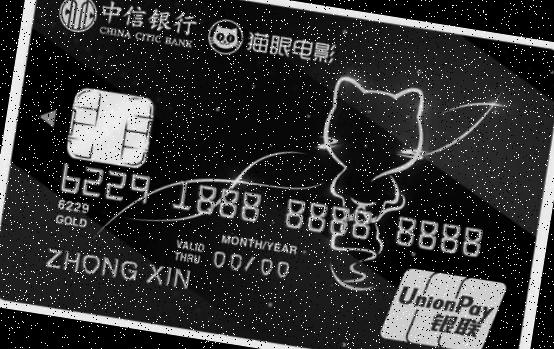 中信银行
CHINA CITIC BANK
猫眼电影
6229 1888 8888 8888
6229
GOLD
MONTH/YEAR
VALID
THRU
00/00
ZHONG XIN
UnionPay
银联